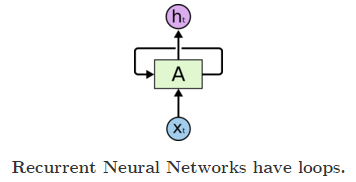 hₜ
A
xₜ
Recurrent Neural Networks have loops.